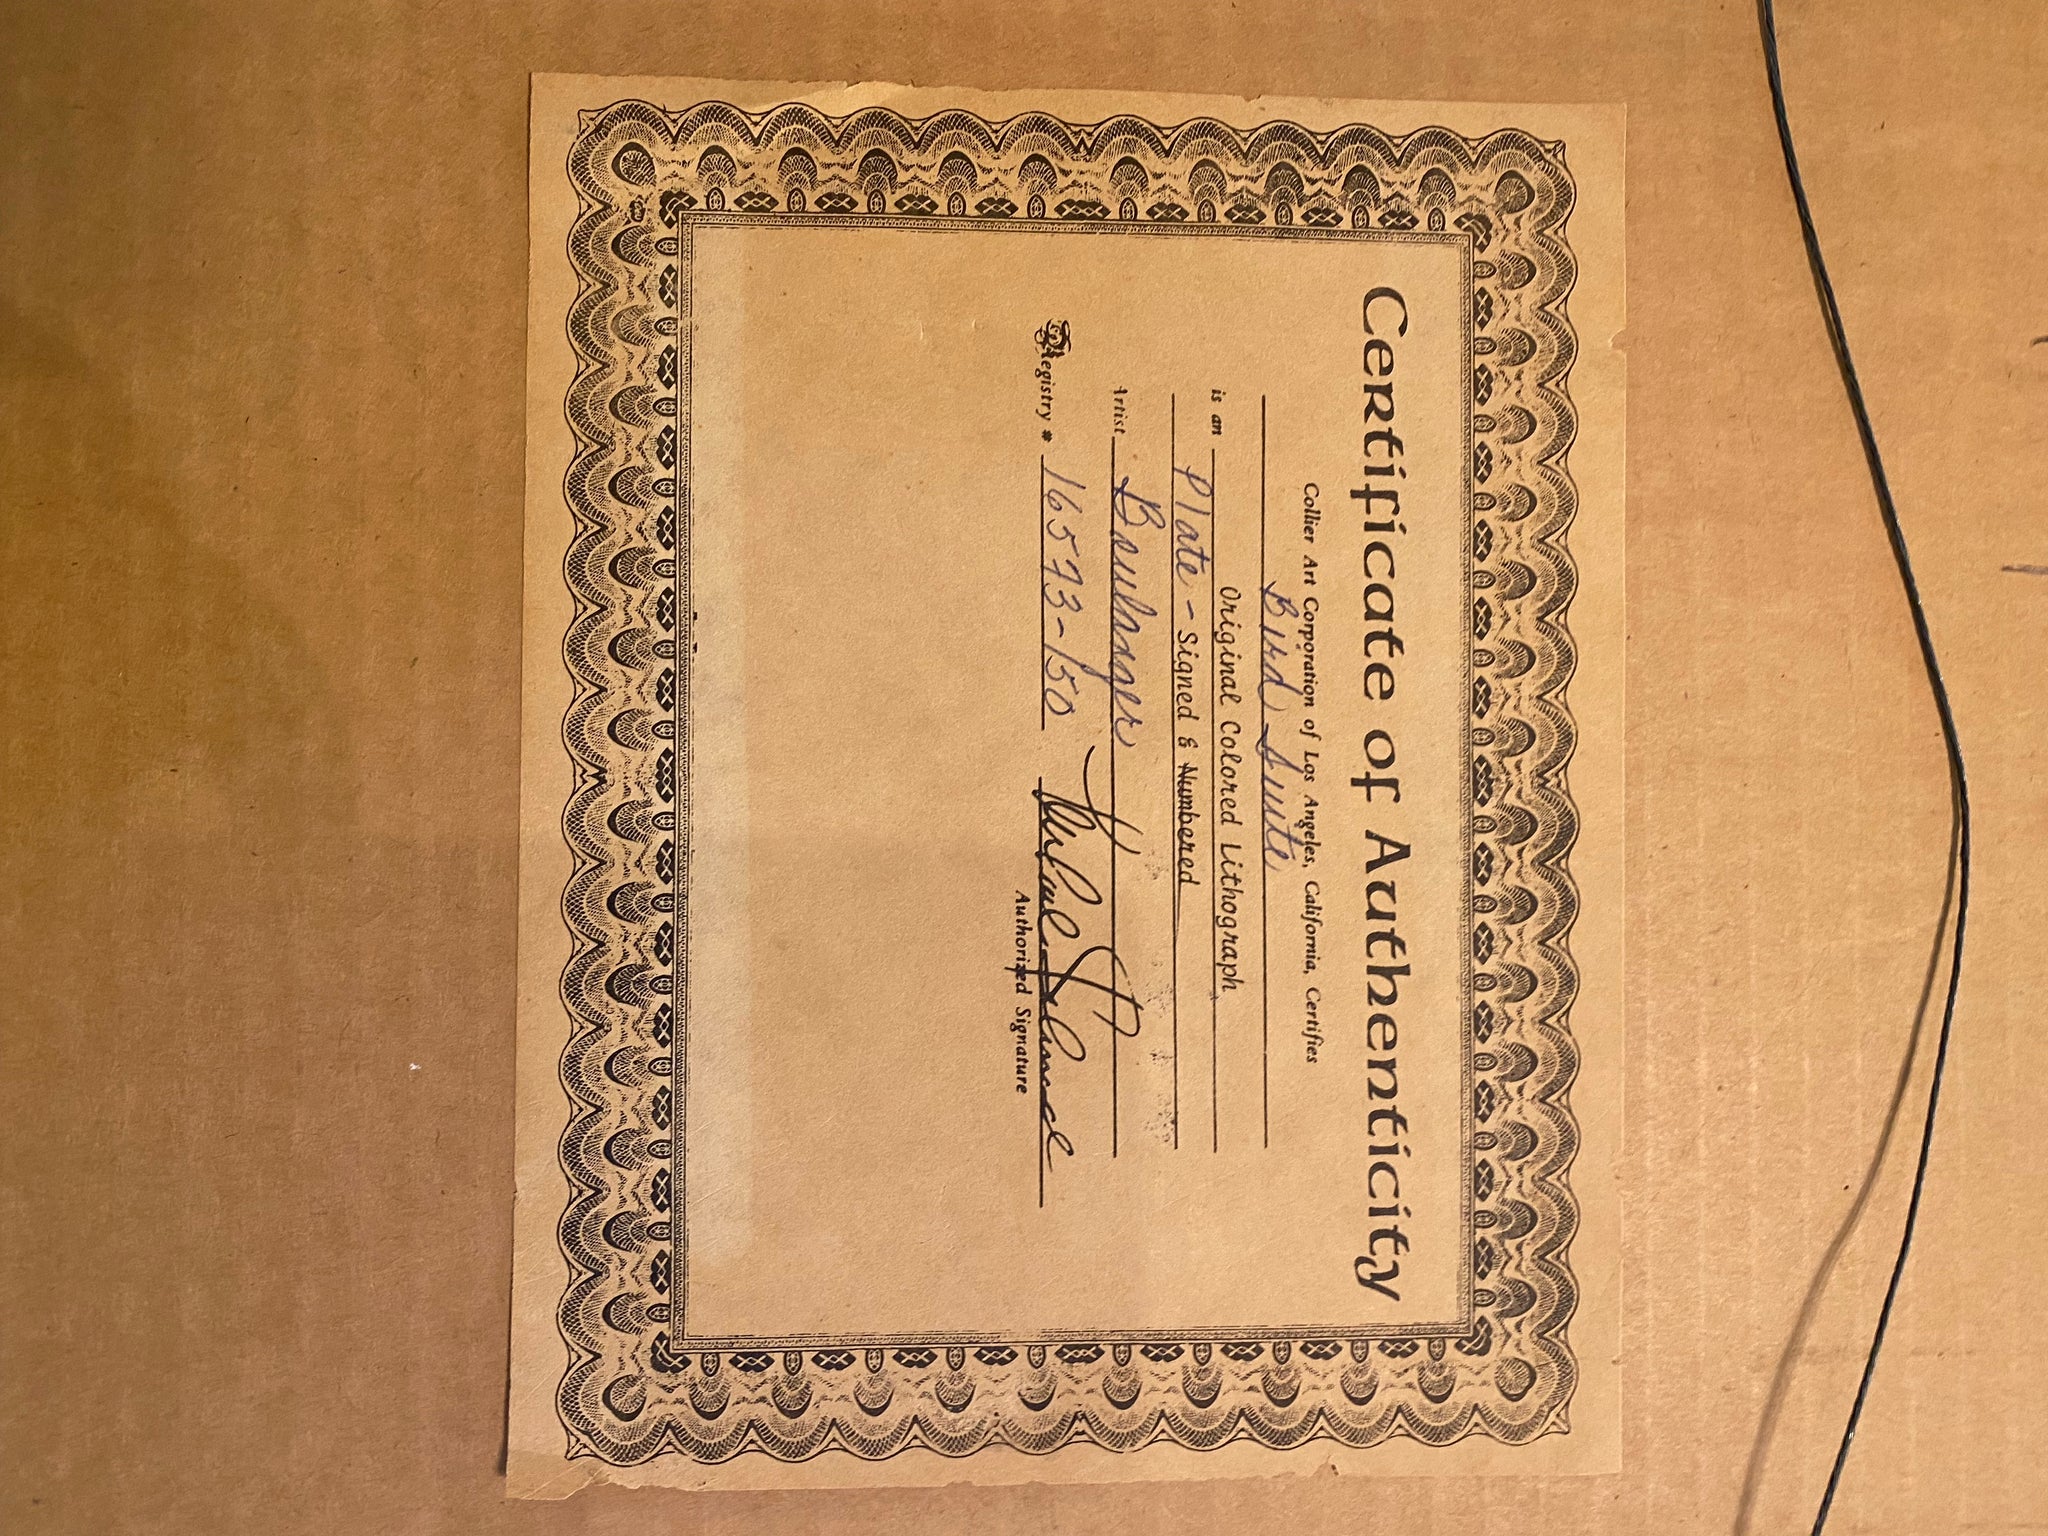 Certificate of Authenticity
Collier Art Corporation of Los Angeles, California, Certifies
Bird Suite
is an Original Colored Lithograph
Plate - Signed & Numbered
Artist Boulanger
Registry # 16573-150
Authorized Signature